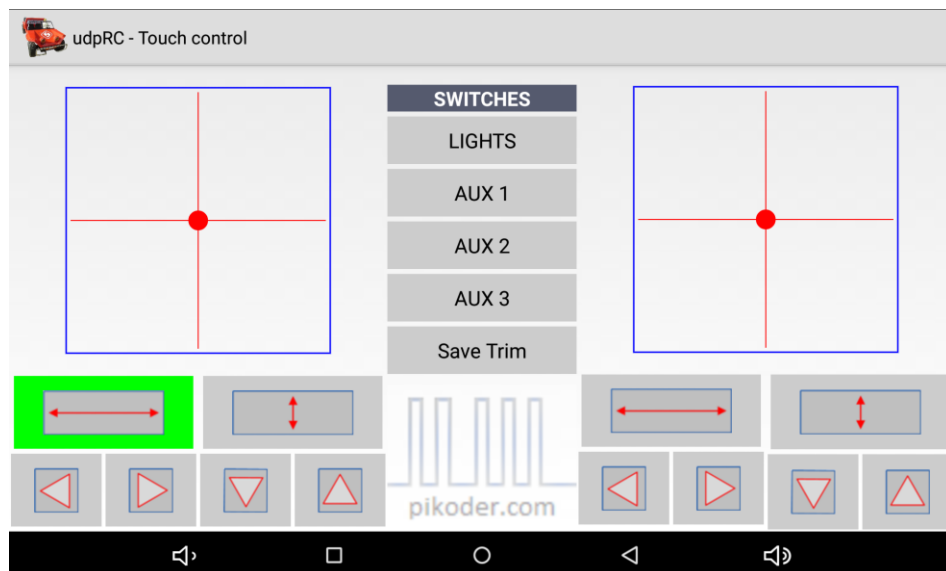 udpRC - Touch control
SWITCHES
LIGHTS
AUX 1
AUX 2
AUX 3
Save Trim
pikoder.com